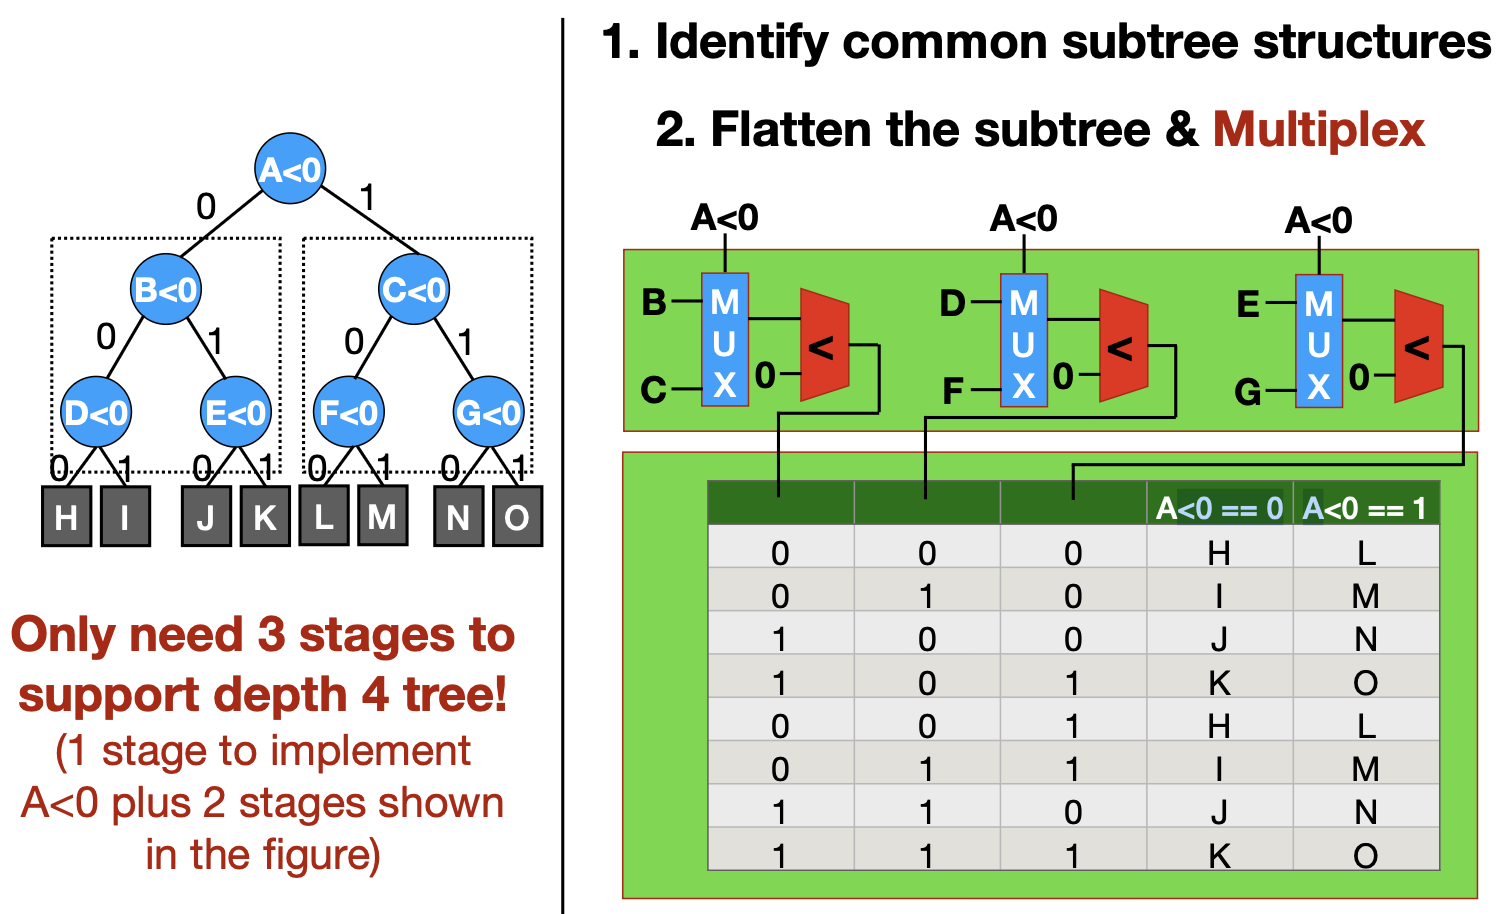 1. Identify common subtree structures
2. Flatten the subtree & Multiplex
A<0
0
1
B<0
C<0
0
1
0
1
D<0
E<0
F<0
G<0
0
1
0
1
0
1
0
1
H
I
J
K
L
M
N
O
Only need 3 stages to
support depth 4 tree!
(1 stage to implement
A<0 plus 2 stages shown
in the figure)
A<0
A<0
A<0
B
C
M
U
X
0
<
D
F
M
U
X
0
<
E
G
M
U
X
0
<
A<0 == 0 A<0 == 1
0 0 0 H L
0 1 0 I M
1 0 0 J N
1 0 1 K O
0 0 1 H L
0 1 1 I M
1 1 0 J N
1 1 1 K O